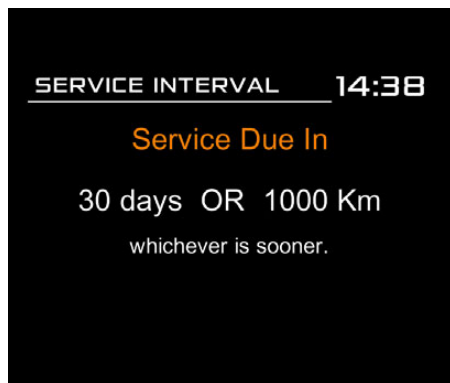 SERVICE INTERVAL 14:38
Service Due In
30 days OR 1000 Km
whichever is sooner.